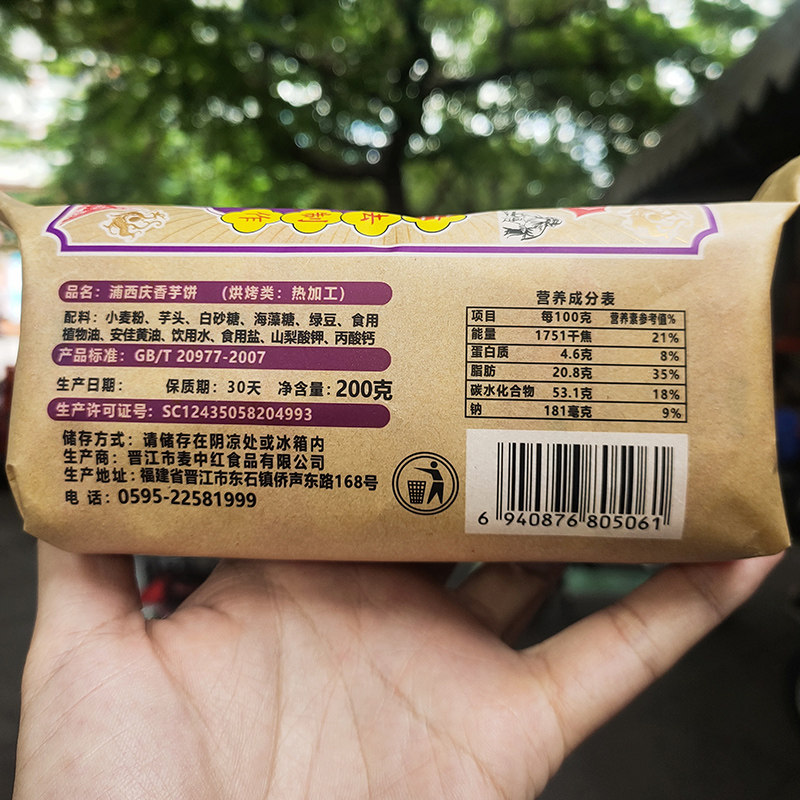 制作
品名：浦西庆香芋饼 （烘烤类：热加工）
配料：小麦粉、芋头、白砂糖、海藻糖、绿豆、食用
植物油、安佳黄油、饮用水、食用盐、山梨酸钾、丙酸钙
产品标准：GB/T 20977-2007
生产日期： 保质期：30天 净含量：200克
生产许可证号：SC12435058204993
储存方式：请储存在阴凉处或冰箱内
生产商：晋江市麦中红食品有限公司
生产地址：福建省晋江市东石镇侨声东路168号
电 话：0595-22581999
营养成分表
项目 每100克 营养素参考值%
能量 1751千焦 21%
蛋白质 4.6克 8%
脂肪 20.8克 35%
碳水化合物 53.1克 18%
钠 181毫克 9%
6 940876 805061